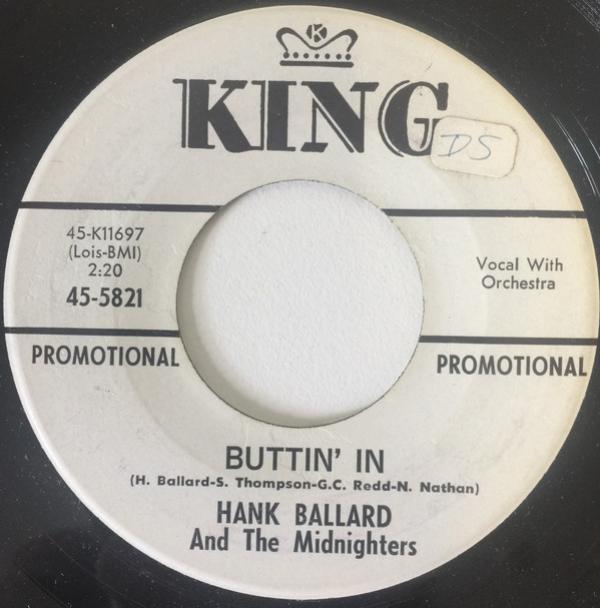 K
KING
DS
45-K11697
(Lois-BMI)
2:20
45-5821
Vocal With
Orchestra
PROMOTIONAL
PROMOTIONAL
BUTTIN' IN
(H. Ballard-S. Thompson-G.C. Redd-N. Nathan)
HANK BALLARD
And The Midnighters